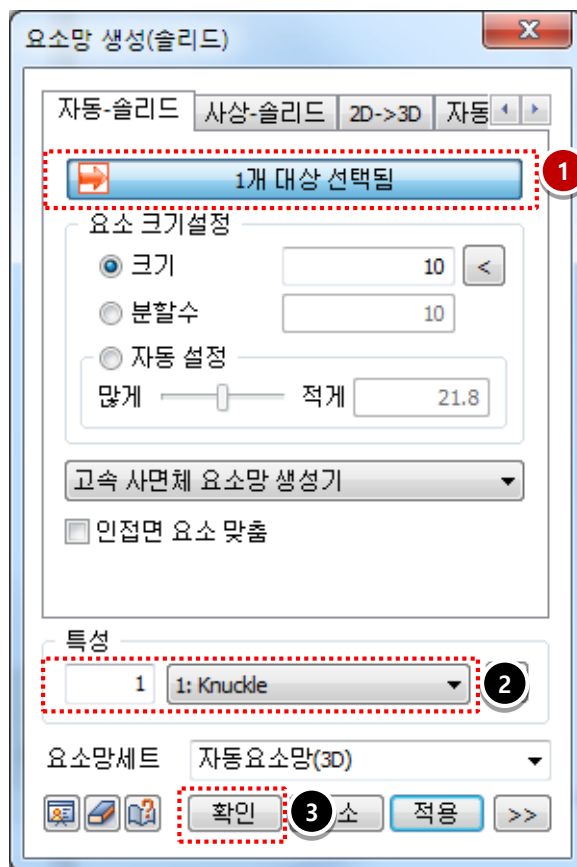 요소망 생성(솔리드)
자동-솔리드 사상-솔리드 2D->3D 자동
1개 대상 선택됨
1
요소 크기설정
크기 10 <
분할수 10
자동 설정
많게 적게 21.8
고속 사면체 요소망 생성기
인접면 요소 맞춤
특성
1 1: Knuckle 2
요소망세트 자동요소망(3D)
확인 3 소 적용 >>